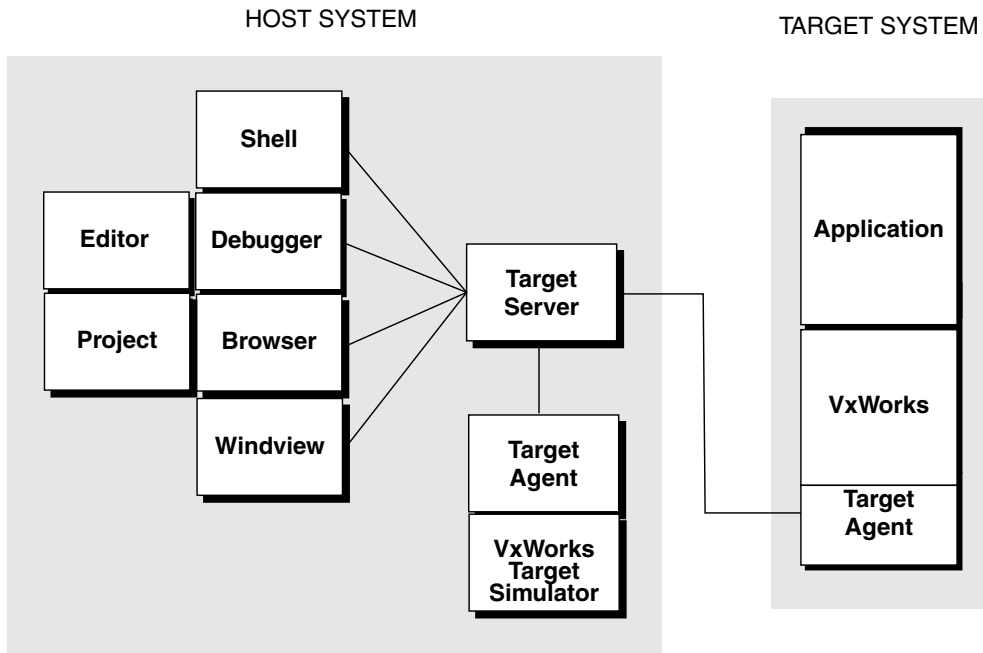 HOST SYSTEM
TARGET SYSTEM
Shell
Editor
Debugger
Project
Browser
Windview
Target
Server
Target
Agent
VxWorks
Target
Simulator
Application
VxWorks
Target
Agent